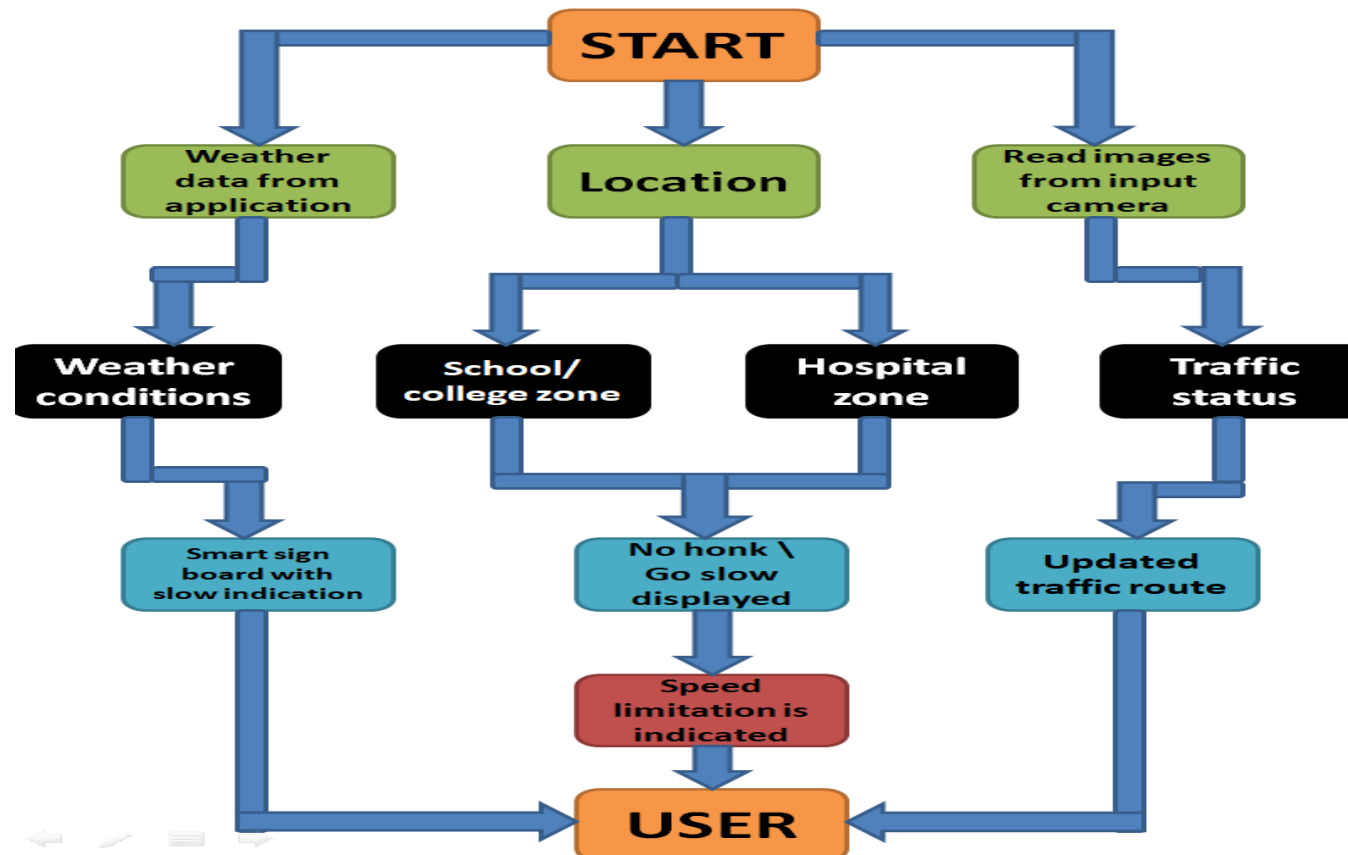 START
Weather
data from
application
Location
Read images
from input
camera
Weather
conditions
School/
college zone
Hospital
zone
Traffic
status
Smart sign
board with
slow indication
No honk \
Go slow
displayed
Updated
traffic route
Speed
limitation is
indicated
USER